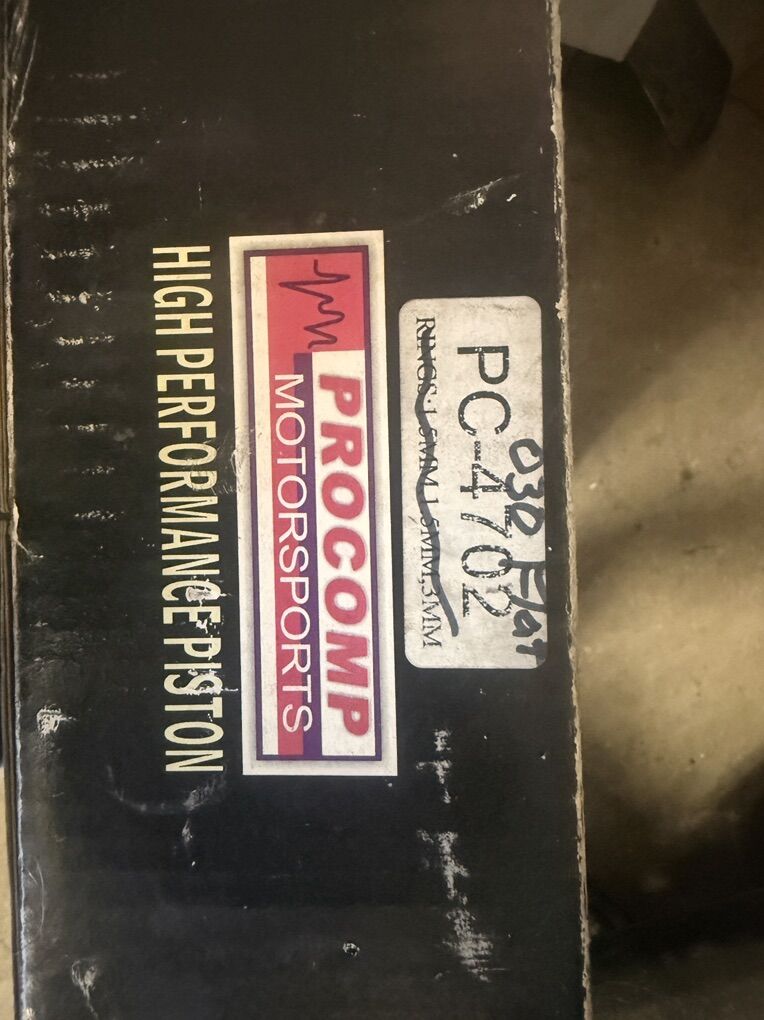 030 Flat
PC-4702
RINGS:1.5MM,1.5MM,3MM
PROCOMP
MOTORSPORTS
HIGH PERFORMANCE PISTON